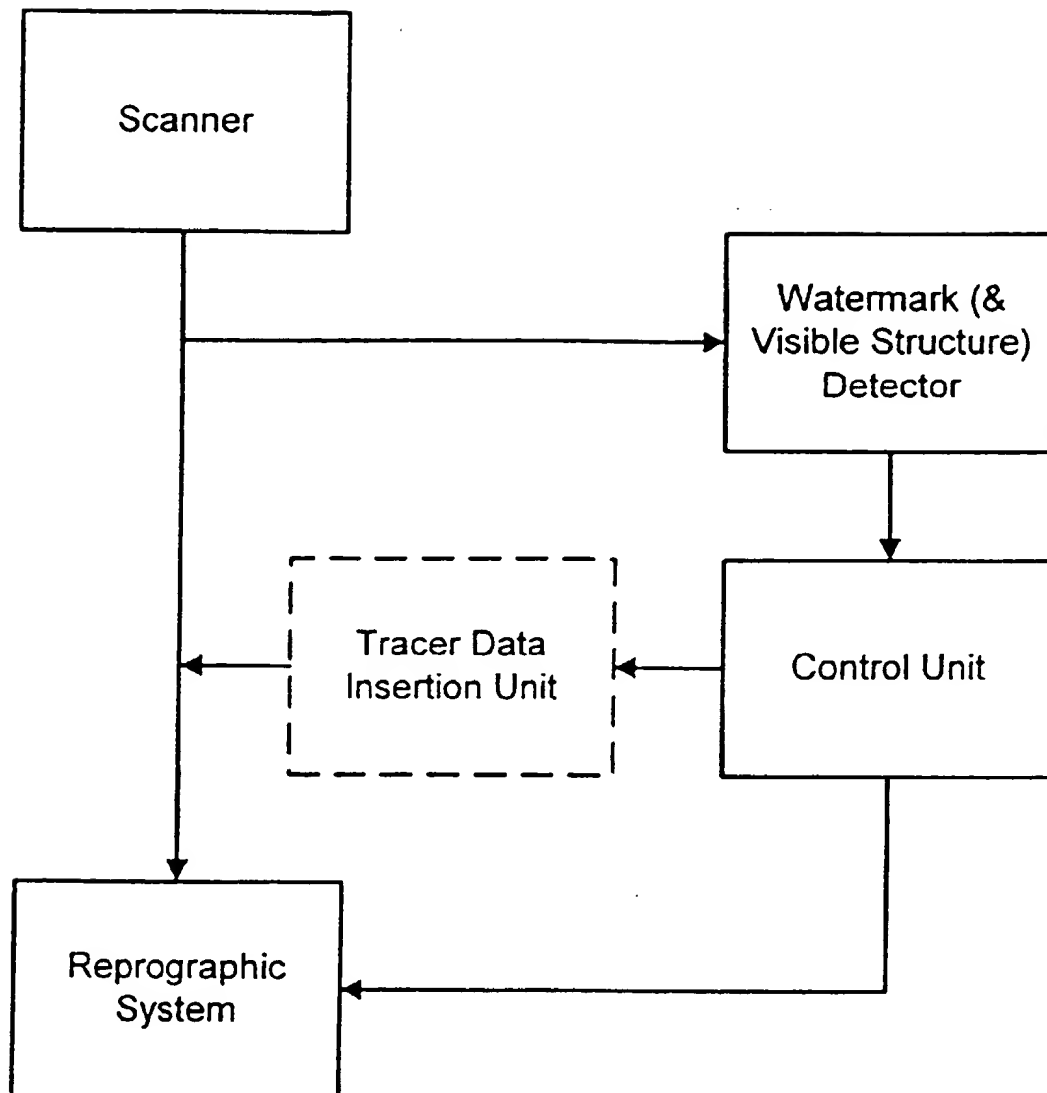 Scanner
Watermark (&
Visible Structure)
Detector
Tracer Data
Insertion Unit
Control Unit
Reprographic
System